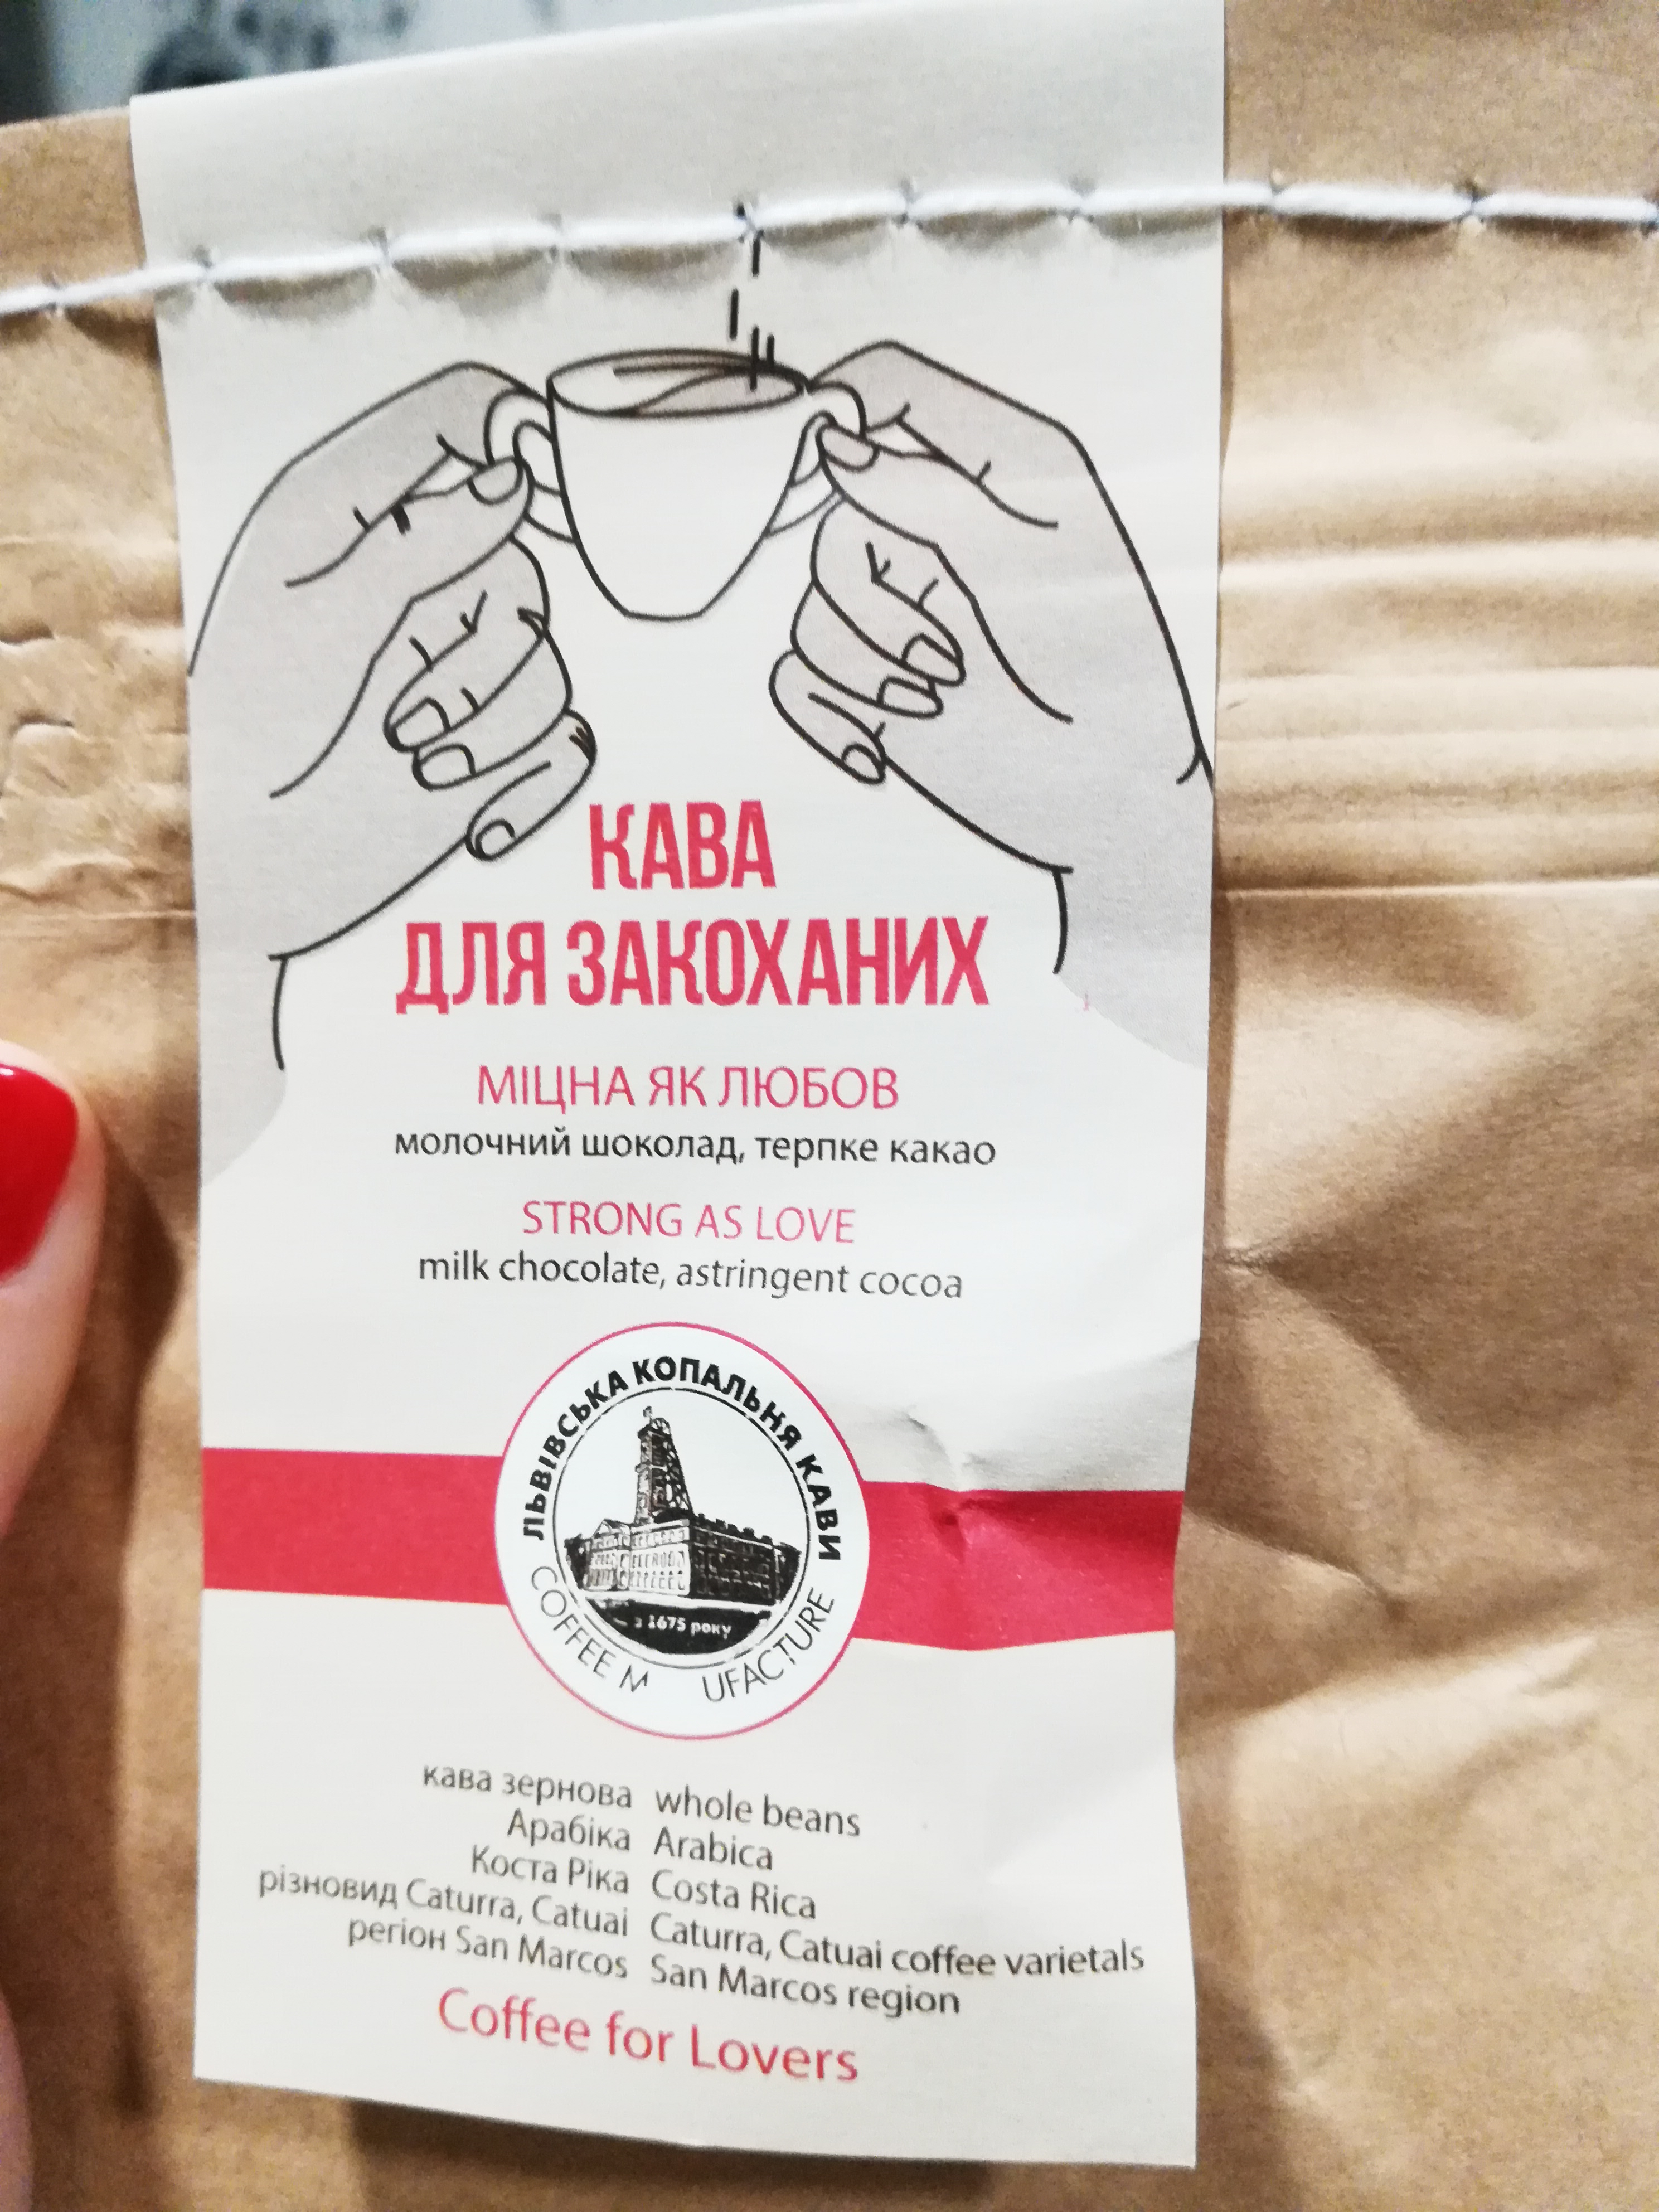 КАВА
ДЛЯ ЗАКОХАНИХ
МІЦНА ЯК ЛЮБОВ
молочний шоколад, терпке какао
STRONG AS LOVE
milk chocolate, astringent cocoa
ЛЬВІВСЬКА КОПАЛЬНЯ КАВИ
з 1675 року
COFFEE M UFACTURE
кава зернова whole beans
Арабіка Arabica
Коста Ріка Costa Rica
різновид Caturra, Catuai Caturra, Catuai coffee varietals
регіон San Marcos San Marcos region
Coffee for Lovers